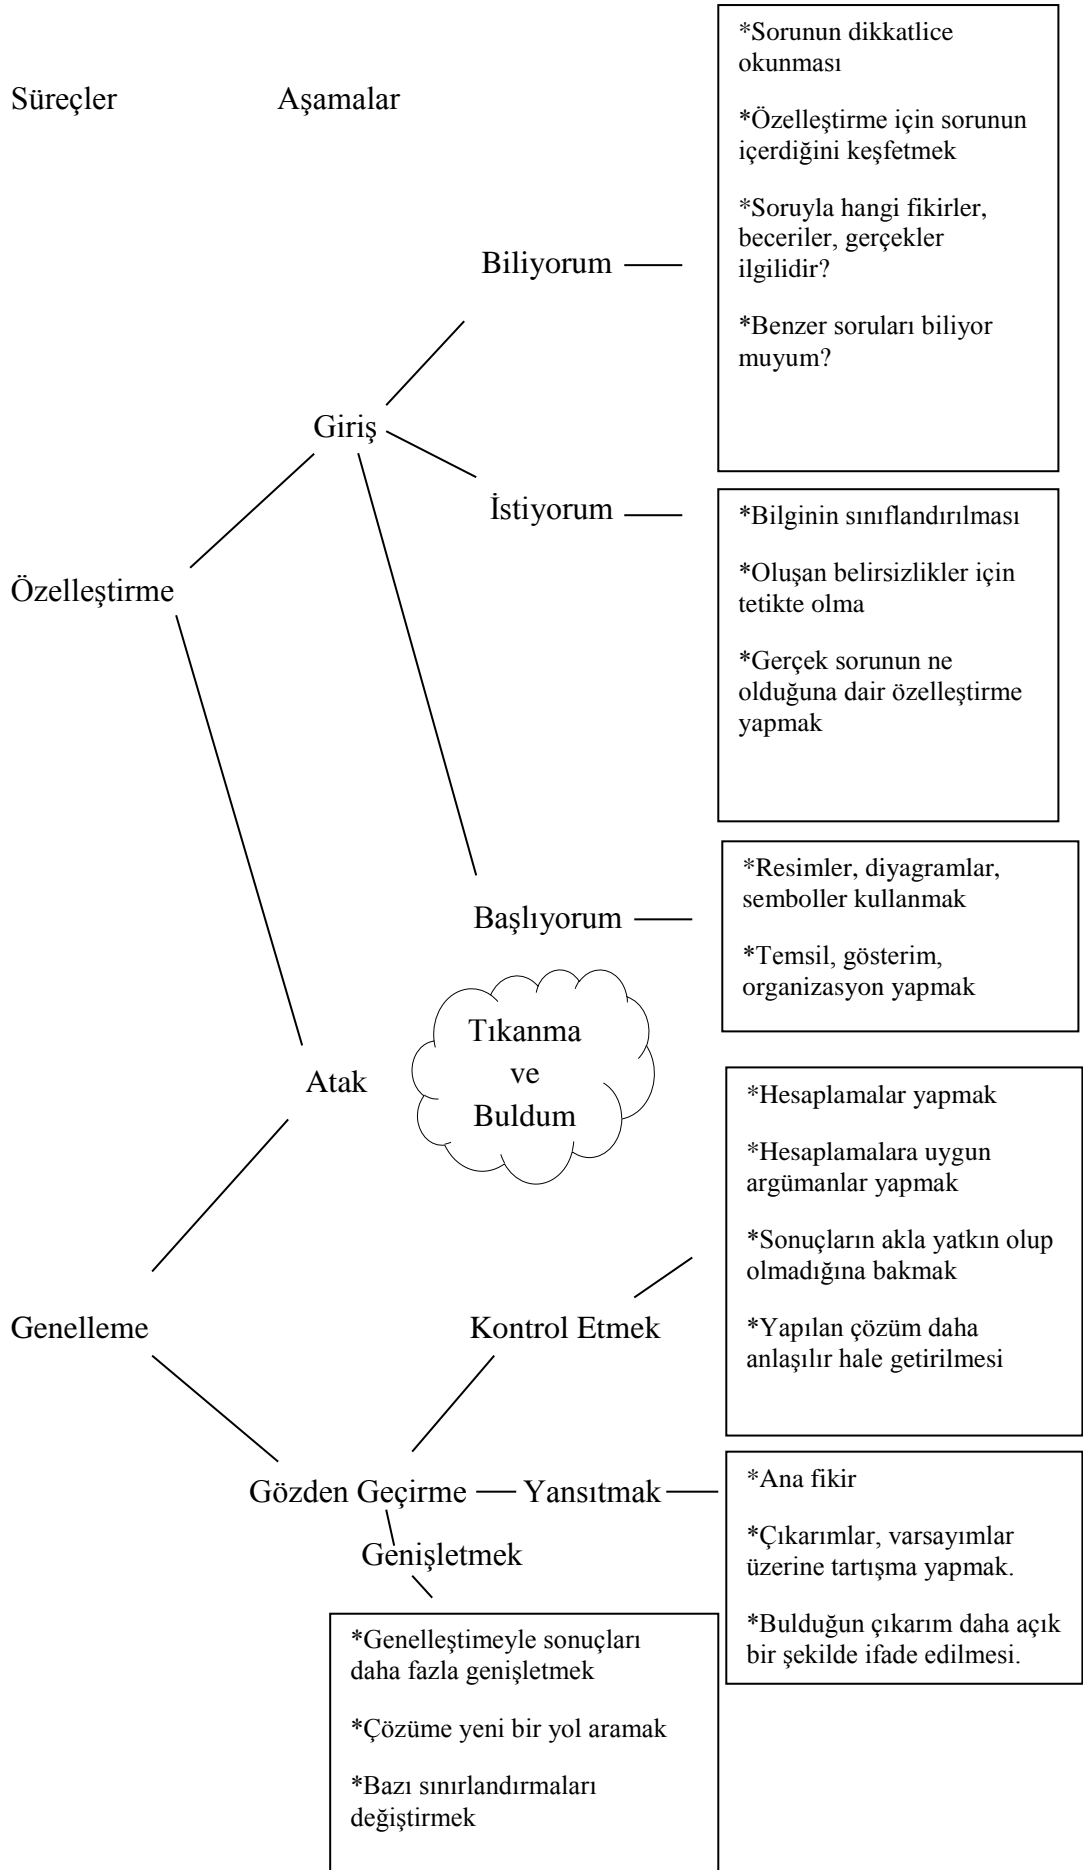 *Sorunun dikkatlice
okunması
Süreçler
Aşamalar
*Özelleştirme için sorunun
içerdiğini keşfetmek
*Soruyla hangi fikirler,
beceriler, gerçekler
ilgilidir?
Biliyorum
*Benzer soruları biliyor
muyum?
Giriş
İstiyorum
*Bilginin sınıflandırılması
*Oluşan belirsizlikler için
tetikte olma
Özelleştirme
*Gerçek sorunun ne
olduğuna dair özelleştirme
yapmak
*Resimler, diyagramlar,
semboller kullanmak
Başlıyorum
*Temsil, gösterim,
organizasyon yapmak
Tıkanma
ve
Buldum
Atak
*Hesaplamalar yapmak
*Hesaplamalara uygun
argümanlar yapmak
*Sonuçların akla yatkın olup
olmadığına bakmak
Genelleme
Kontrol Etmek
*Yapılan çözüm daha
anlaşılır hale getirilmesi
Gözden Geçirme
Yansıtmak
*Ana fikir
*Çıkarımlar, varsayımlar
üzerine tartışma yapmak.
*Bulduğun çıkarım daha açık
bir şekilde ifade edilmesi.
Genişletmek
*Genelleştimeyle sonuçları
daha fazla genişletmek
*Çözüme yeni bir yol aramak
*Bazı sınırlandırmaları
değiştirmek